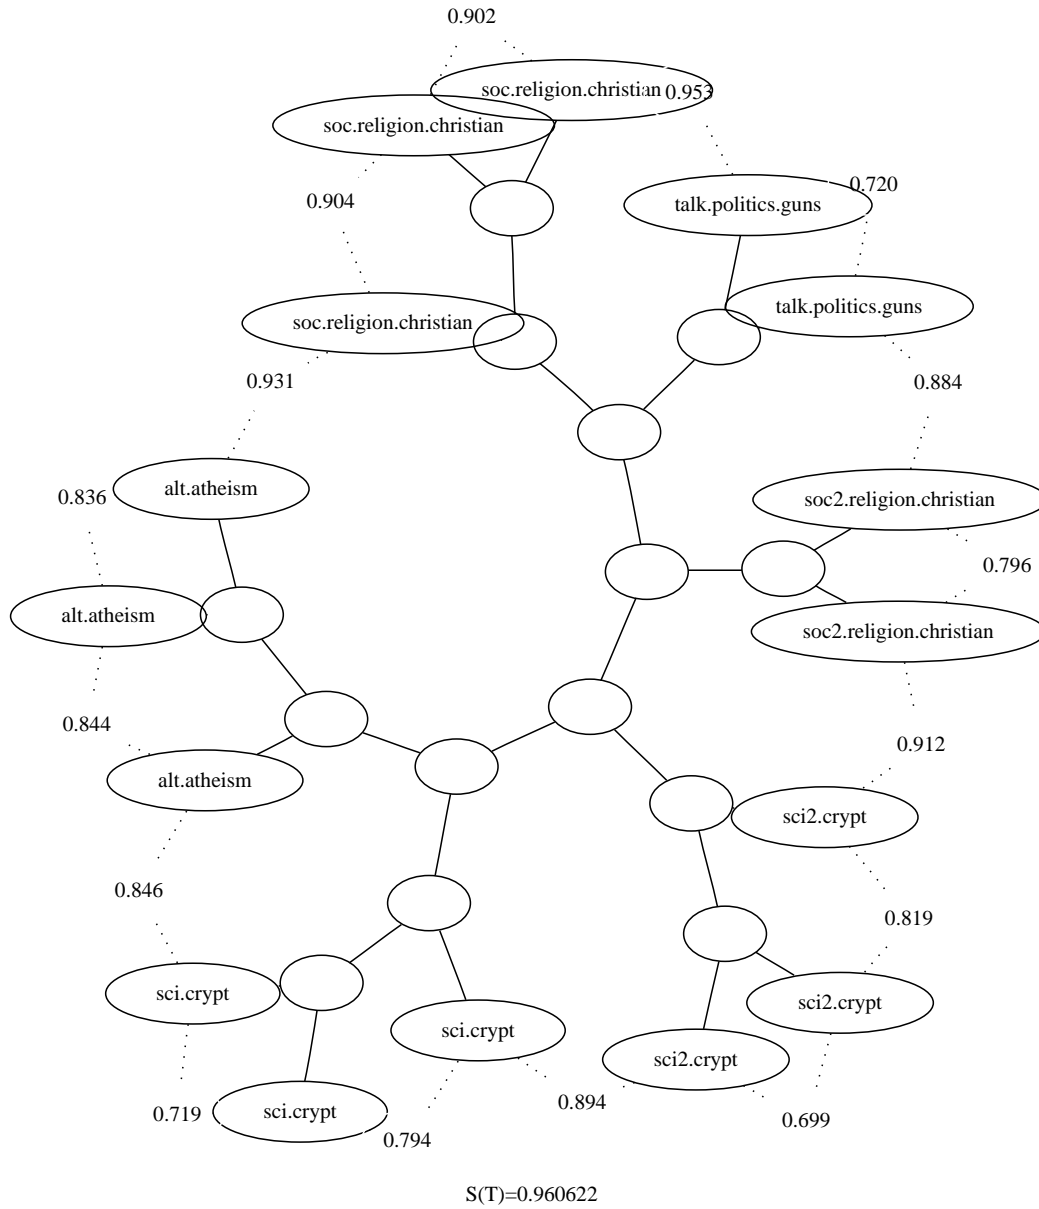 0.902
soc.religion.christian
0.953
soc.religion.christian
0.904
talk.politics.guns
0.720
talk.politics.guns
soc.religion.christian
0.931
0.884
alt.atheism
0.836
soc2.religion.christian
0.796
alt.atheism
soc2.religion.christian
0.844
0.912
alt.atheism
sci2.crypt
0.846
0.819
sci.crypt
sci2.crypt
sci.crypt
sci2.crypt
0.719
sci.crypt
0.894
0.699
0.794
S(T)=0.960622